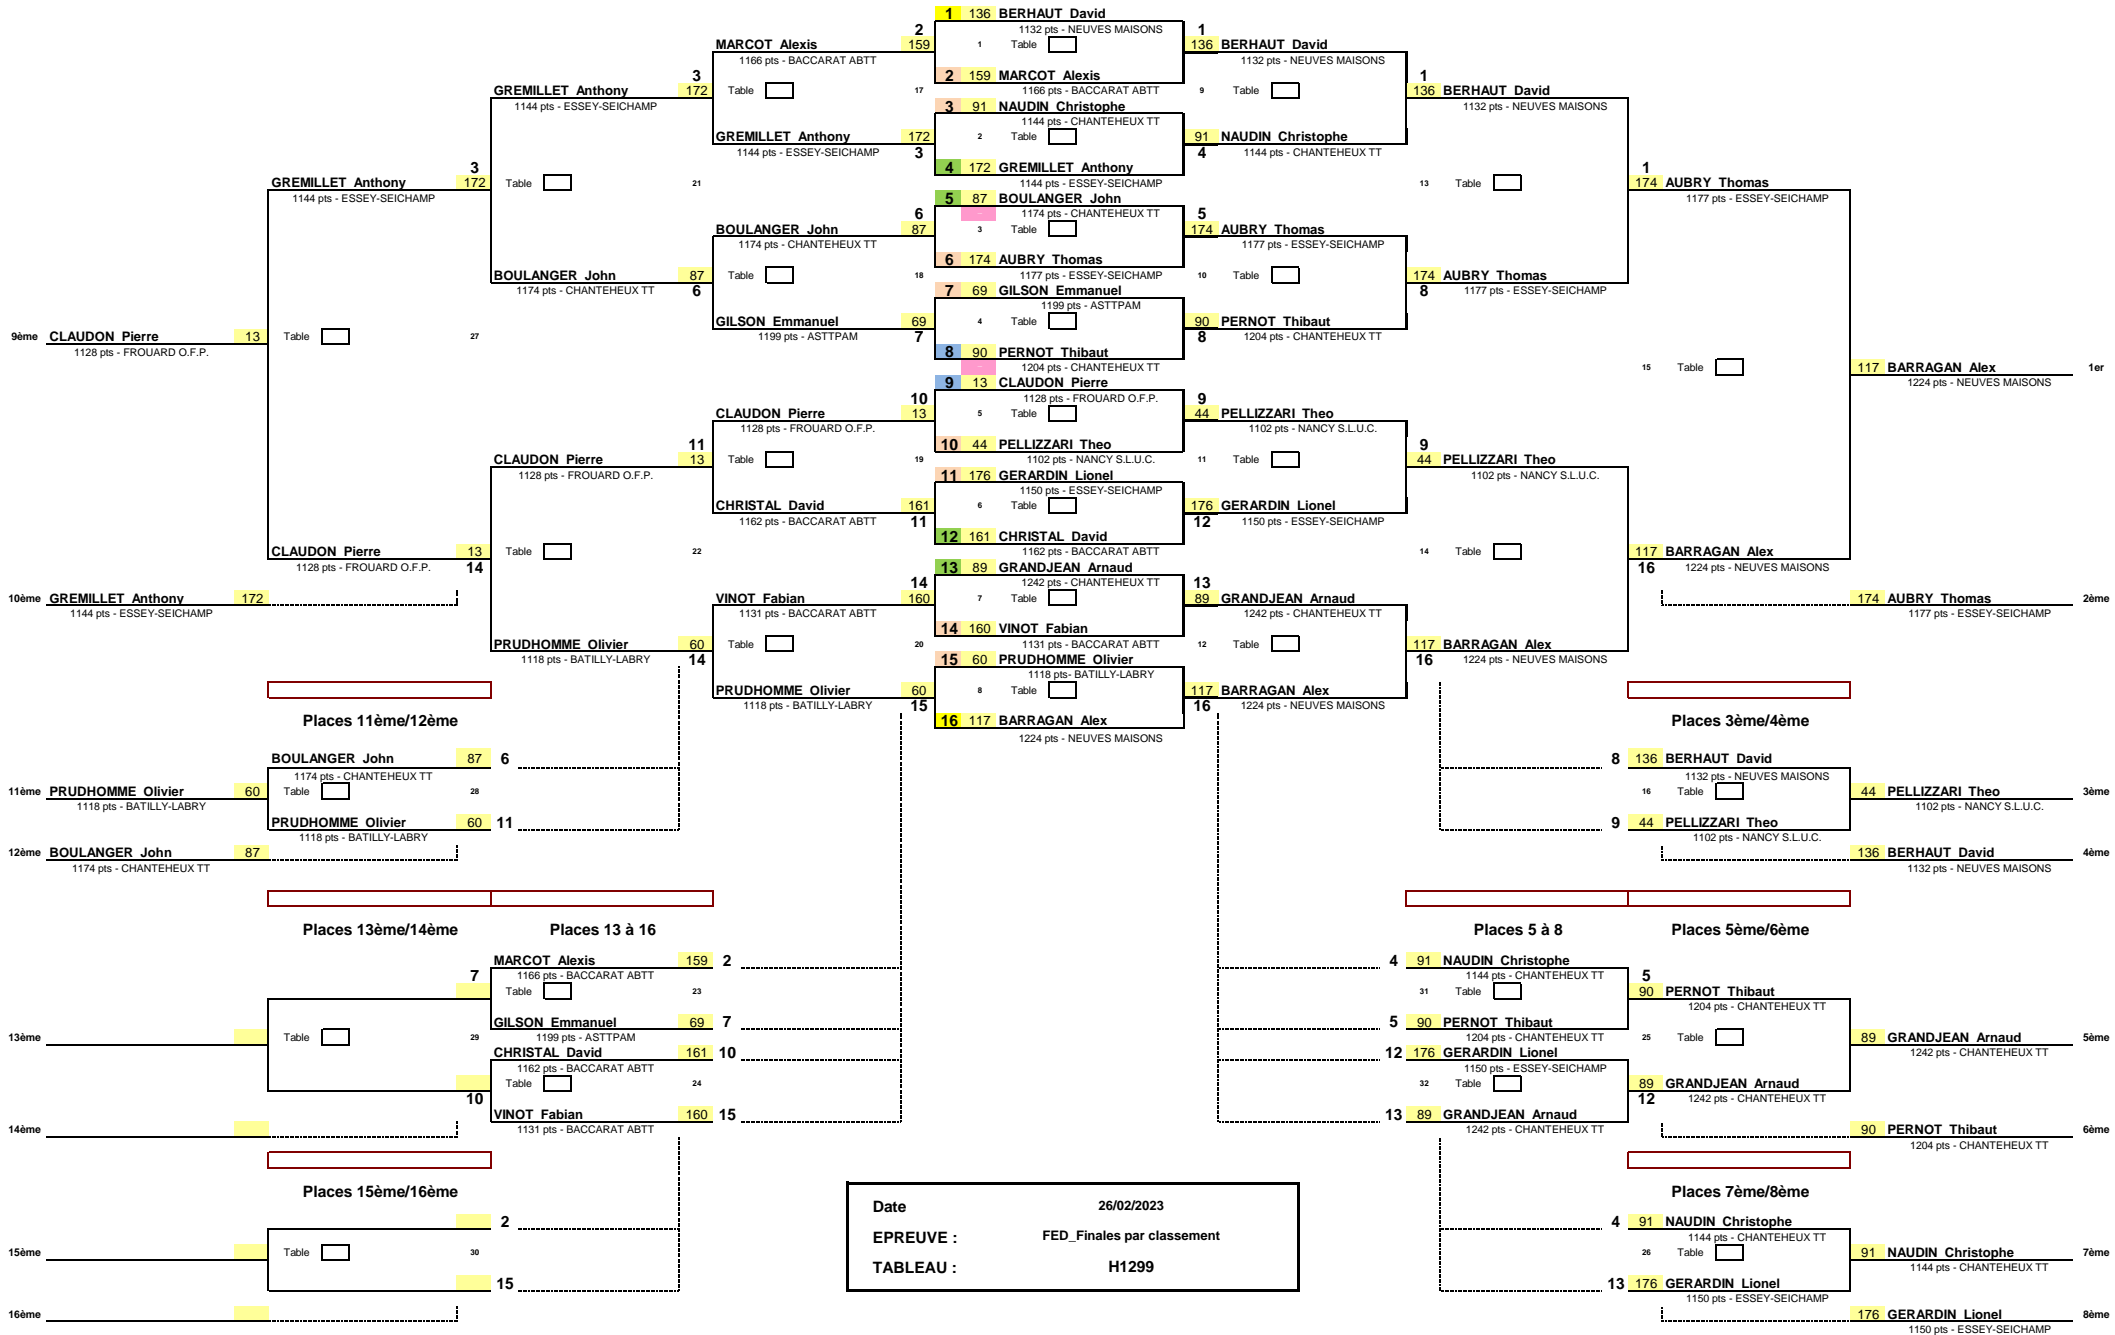 1 136 BERHAUT David
1132 pts - NEUVES MAISONS
1 Table
2 159 MARCOT Alexis
1166 pts - BACCARAT ABTT
3 91 NAUDIN Christophe
1144 pts - CHANTEHEUX TT
2 Table
4 172 GREMILLET Anthony
1144 pts - ESSEY-SEICHAMP
5 87 BOULANGER John
1174 pts - CHANTEHEUX TT
3 Table
6 174 AUBRY Thomas
1177 pts - ESSEY-SEICHAMP
7 69 GILSON Emmanuel
1199 pts - ASTTPAM
4 Table
8 90 PERNOT Thibaut
1204 pts - CHANTEHEUX TT
9 13 CLAUDON Pierre
1128 pts - FROUARD O.F.P.
5 Table
10 44 PELLIZZARI Theo
1102 pts - NANCY S.L.U.C.
11 176 GERARDIN Lionel
1150 pts - ESSEY-SEICHAMP
6 Table
12 161 CHRISTAL David
1162 pts - BACCARAT ABTT
13 89 GRANDJEAN Arnaud
1242 pts - CHANTEHEUX TT
7 Table
14 160 VINOT Fabian
1131 pts - BACCARAT ABTT
15 60 PRUDHOMME Olivier
1118 pts- BATILLY-LABRY
8 Table
16 117 BARRAGAN Alex
1224 pts - NEUVES MAISONS
1
136 BERHAUT David
1132 pts - NEUVES MAISONS
9 Table
91 NAUDIN Christophe
4 1144 pts - CHANTEHEUX TT
5
174 AUBRY Thomas
1177 pts - ESSEY-SEICHAMP
10 Table
90 PERNOT Thibaut
8 1204 pts - CHANTEHEUX TT
9
44 PELLIZZARI Theo
1102 pts - NANCY S.L.U.C.
11 Table
176 GERARDIN Lionel
12 1150 pts - ESSEY-SEICHAMP
13
89 GRANDJEAN Arnaud
1242 pts - CHANTEHEUX TT
12 Table
117 BARRAGAN Alex
16 1224 pts - NEUVES MAISONS
1
136 BERHAUT David
1132 pts - NEUVES MAISONS
13 Table
174 AUBRY Thomas
8 1177 pts - ESSEY-SEICHAMP
9
44 PELLIZZARI Theo
1102 pts - NANCY S.L.U.C.
14 Table
117 BARRAGAN Alex
16 1224 pts - NEUVES MAISONS
1
174 AUBRY Thomas
1177 pts - ESSEY-SEICHAMP
15 Table
117 BARRAGAN Alex
16 1224 pts - NEUVES MAISONS
117 BARRAGAN Alex 1er
1224 pts - NEUVES MAISONS
174 AUBRY Thomas 2ème
1177 pts - ESSEY-SEICHAMP
Places 3ème/4ème
8 136 BERHAUT David
1132 pts - NEUVES MAISONS
16 Table
9 44 PELLIZZARI Theo
1102 pts - NANCY S.L.U.C.
44 PELLIZZARI Theo 3ème
1102 pts - NANCY S.L.U.C.
136 BERHAUT David 4ème
1132 pts - NEUVES MAISONS
Places 5 à 8
4 91 NAUDIN Christophe
1144 pts - CHANTEHEUX TT
31 Table
5 90 PERNOT Thibaut
1204 pts - CHANTEHEUX TT
12 176 GERARDIN Lionel
1150 pts - ESSEY-SEICHAMP
32 Table
13 89 GRANDJEAN Arnaud
1242 pts - CHANTEHEUX TT
Places 5ème/6ème
5
90 PERNOT Thibaut
1204 pts - CHANTEHEUX TT
25 Table
89 GRANDJEAN Arnaud
12 1242 pts - CHANTEHEUX TT
89 GRANDJEAN Arnaud 5ème
1242 pts - CHANTEHEUX TT
90 PERNOT Thibaut 6ème
1204 pts - CHANTEHEUX TT
Places 7ème/8ème
4 91 NAUDIN Christophe
1144 pts - CHANTEHEUX TT
26 Table
13 176 GERARDIN Lionel
1150 pts - ESSEY-SEICHAMP
91 NAUDIN Christophe 7ème
1144 pts - CHANTEHEUX TT
176 GERARDIN Lionel 8ème
1150 pts - ESSEY-SEICHAMP
2
MARCOT Alexis 159
1166 pts - BACCARAT ABTT
Table 17
GREMILLET Anthony 172
1144 pts - ESSEY-SEICHAMP 3
6
BOULANGER John 87
1174 pts - CHANTEHEUX TT
Table 18
GILSON Emmanuel 69
1199 pts - ASTTPAM 7
10
CLAUDON Pierre 13
1128 pts - FROUARD O.F.P.
Table 19
CHRISTAL David 161
1162 pts - BACCARAT ABTT 11
14
VINOT Fabian 160
1131 pts - BACCARAT ABTT
Table 20
PRUDHOMME Olivier 60
1118 pts - BATILLY-LABRY 15
3
GREMILLET Anthony 172
1144 pts - ESSEY-SEICHAMP
Table 21
BOULANGER John 87
1174 pts - CHANTEHEUX TT 6
11
CLAUDON Pierre 13
1128 pts - FROUARD O.F.P.
Table 22
PRUDHOMME Olivier 60
1118 pts - BATILLY-LABRY 14
3
GREMILLET Anthony 172
1144 pts - ESSEY-SEICHAMP
Table 27
CLAUDON Pierre 13
1128 pts - FROUARD O.F.P. 14
9ème CLAUDON Pierre 13
1128 pts - FROUARD O.F.P.
10ème GREMILLET Anthony 172
1144 pts - ESSEY-SEICHAMP
Places 11ème/12ème
BOULANGER John 87 6
1174 pts - CHANTEHEUX TT
Table 28
PRUDHOMME Olivier 60 11
1118 pts - BATILLY-LABRY
11ème PRUDHOMME Olivier 60
1118 pts - BATILLY-LABRY
12ème BOULANGER John 87
1174 pts - CHANTEHEUX TT
Places 13ème/14ème
Places 13 à 16
MARCOT Alexis 159 2
7 1166 pts - BACCARAT ABTT
Table 23
GILSON Emmanuel 69 7
1199 pts - ASTTPAM
CHRISTAL David 161 10
1162 pts - BACCARAT ABTT
Table 24
10
VINOT Fabian 160 15
1131 pts - BACCARAT ABTT
13ème Table 29
14ème
Places 15ème/16ème
2
15ème Table 30
15
16ème
Date 26/02/2023
EPREUVE : FED_Finales par classement
TABLEAU : H1299